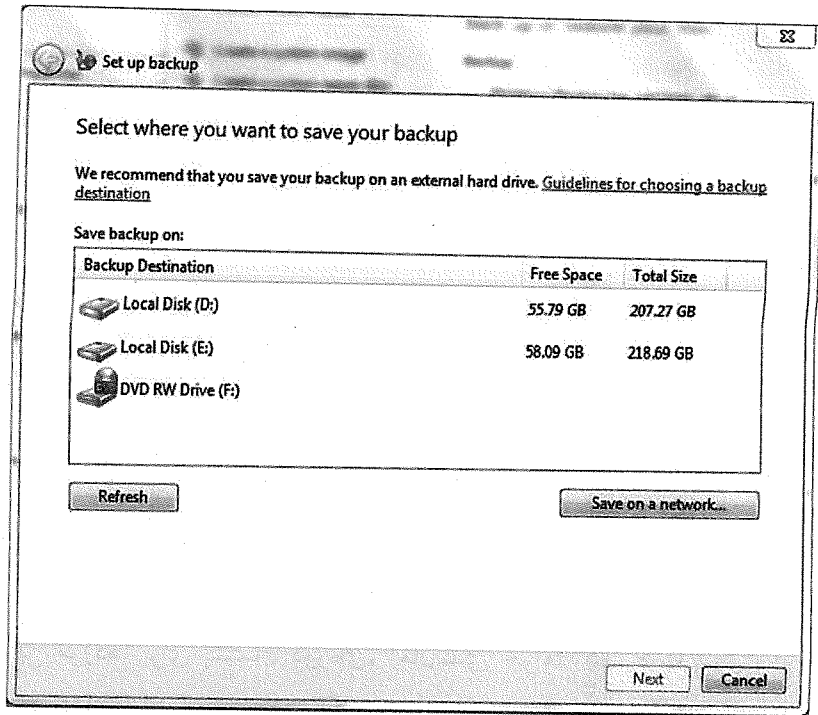 Set up backup
Select where you want to save your backup
We recommend that you save your backup on an external hard drive. Guidelines for choosing a backup
destination
Save backup on:
Backup Destination Free Space Total Size
Local Disk (D:) 55.79 GB 207.27 GB
Local Disk (E:) 58.09 GB 218.69 GB
DVD RW Drive (F:)
Refresh Save on a network...
Next Cancel